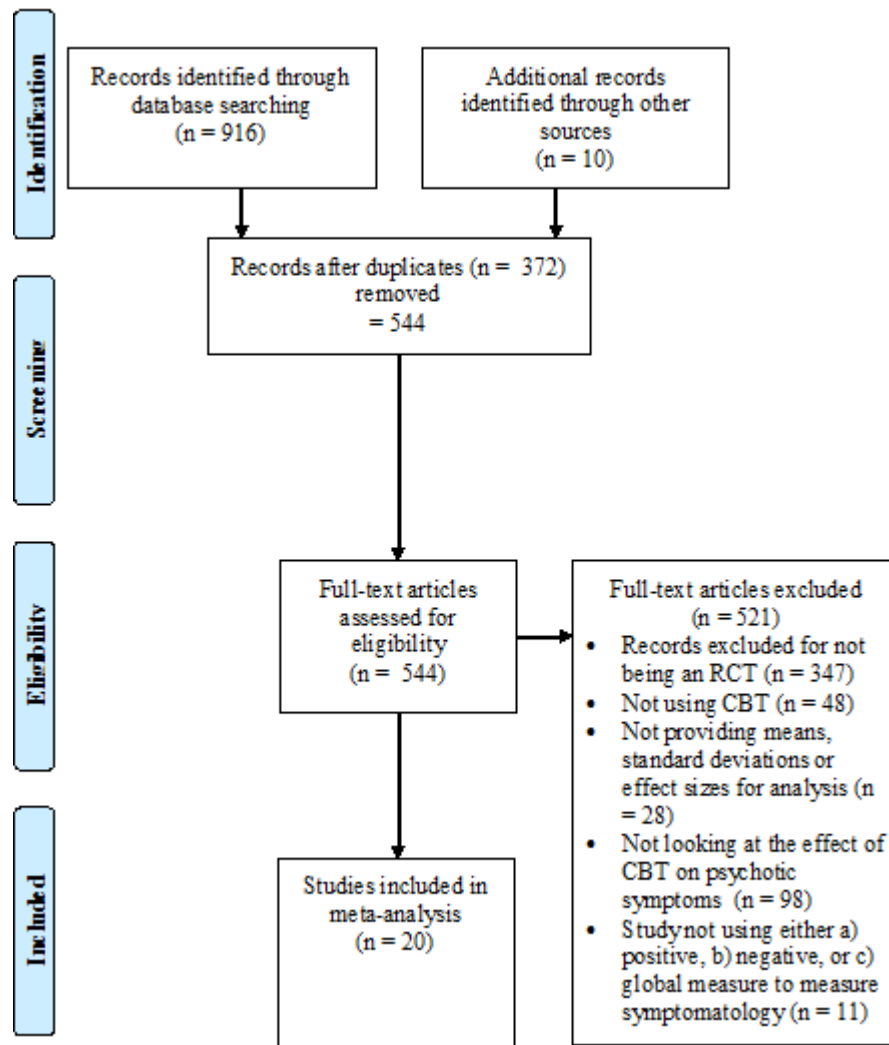 Identification
Records identified through
database searching
(n = 916)
Additional records
identified through other
sources
(n = 10)
Screening
Records after duplicates (n = 372)
removed
= 544
Eligibility
Full-text articles
assessed for
eligibility
(n = 544)
Full-text articles excluded
(n = 521)
• Records excluded for not
being an RCT (n = 347)
• Not using CBT (n = 48)
• Not providing means,
standard deviations or
effect sizes for analysis (n
= 28)
• Not looking at the effect of
CBT on psychotic
symptoms (n = 98)
• Study not using either a)
positive, b) negative, or c)
global measure to measure
symptomatology (n = 11)
Included
Studies included in
meta-analysis
(n = 20)